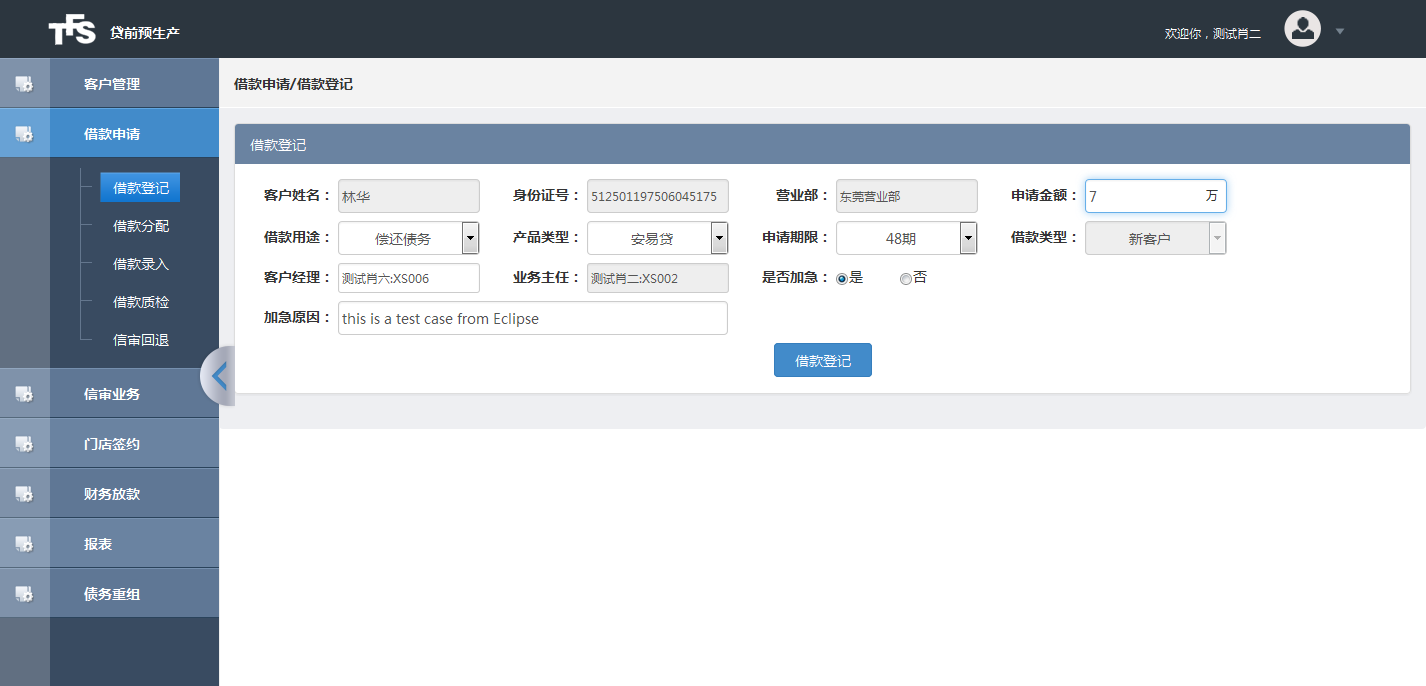 TFS 贷前预生产
欢迎你，测试肖二
客户管理
借款申请
借款登记
借款分配
借款录入
借款质检
信审回退
信审业务
门店签约
财务放款
报表
债务重组
借款申请/借款登记
借款登记
客户姓名： 林华 身份证号： 512501197506045175 营业部： 东莞营业部 申请金额： 7 万
借款用途： 偿还债务 产品类型： 安易贷 申请期限： 48期 借款类型： 新客户
客户经理： 测试肖六:XS006 业务主任： 测试肖二:XS002 是否加急： 是 否
加急原因： this is a test case from Eclipse
借款登记